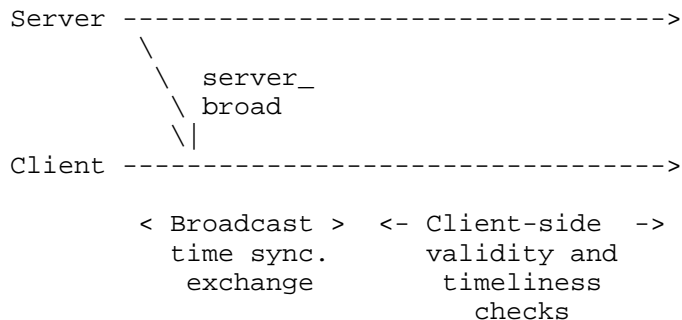 Server ---------------------------------->
\
\ server_
\ broad
\|
Client ---------------------------------->
< Broadcast > <- Client-side ->
time sync. validity and
exchange timeliness
checks